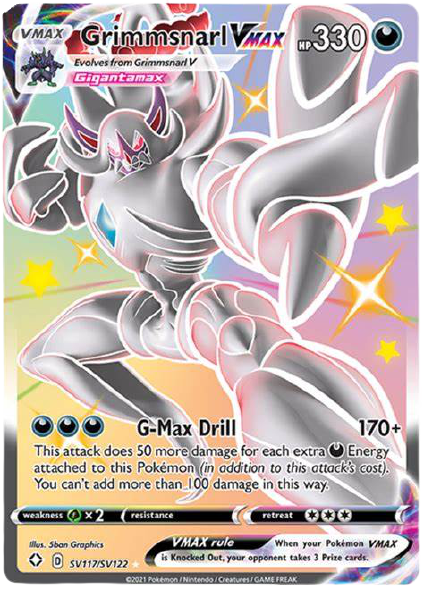 VMAX Grimmsnarl VMAX HP 330
Evolves from Grimmsnarl V
Gigantamax
G-Max Drill 170+
This attack does 50 more damage for each extra Energy
attached to this Pokémon (in addition to this attack's cost).
You can't add more than 100 damage in this way.
weakness ×2 resistance retreat
Illus. 5ban Graphics
D SV117/SV122
VMAX rule When your Pokémon VMAX
is Knocked Out, your opponent takes 3 Prize cards.
©2021 Pokémon / Nintendo / Creatures / GAME FREAK